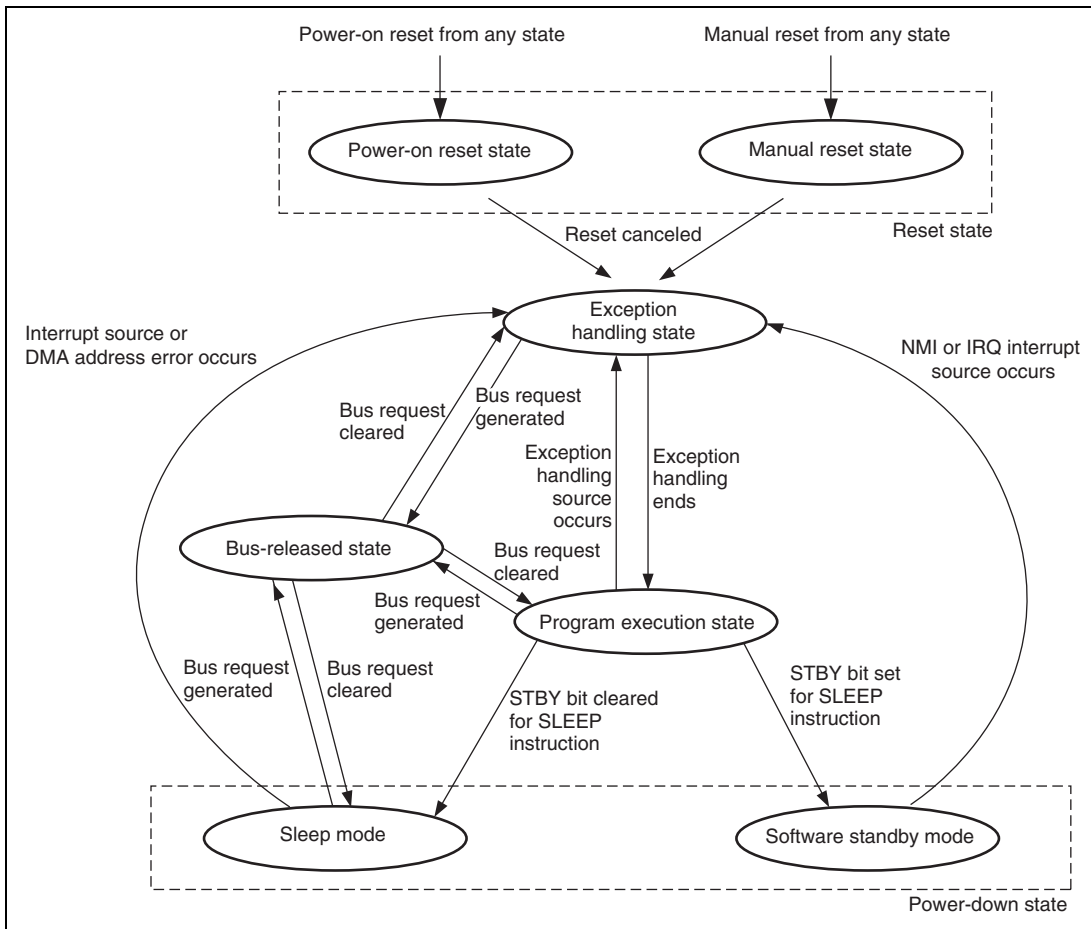 Power-on reset from any state
Manual reset from any state
Power-on reset state
Manual reset state
Reset state
Reset canceled
Exception
handling state
Interrupt source or
DMA address error occurs
NMI or IRQ interrupt
source occurs
Bus request
cleared
Bus request
generated
Exception
handling
source
occurs
Exception
handling
ends
Bus-released state
Bus request
cleared
Bus request
generated
Program execution state
Bus request
generated
Bus request
cleared
STBY bit cleared
for SLEEP
instruction
STBY bit set
for SLEEP
instruction
Sleep mode
Software standby mode
Power-down state